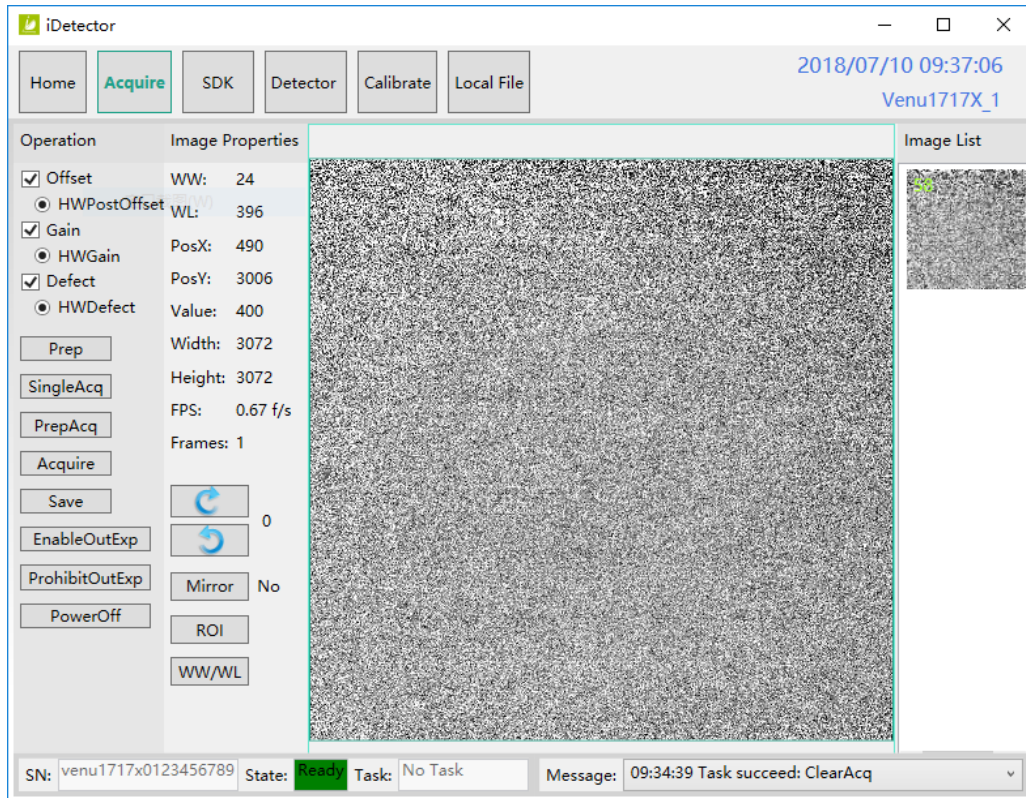 iDetector
Home Acquire SDK Detector Calibrate Local File
2018/07/10 09:37:06
Venu1717X_1
Operation
Offset
HWPostOffset
Gain
HWGain
Defect
HWDefect
Prep
SingleAcq
PrepAcq
Acquire
Save
EnableOutExp
ProhibitOutExp
PowerOff
Image Properties
WW: 24
WL: 396
PosX: 490
PosY: 3006
Value: 400
Width: 3072
Height: 3072
FPS: 0.67 f/s
Frames: 1
0
Mirror No
ROI
WW/WL
Image List
SN: venu1717x0123456789 State: Ready Task: No Task Message: 09:34:39 Task succeed: ClearAcq